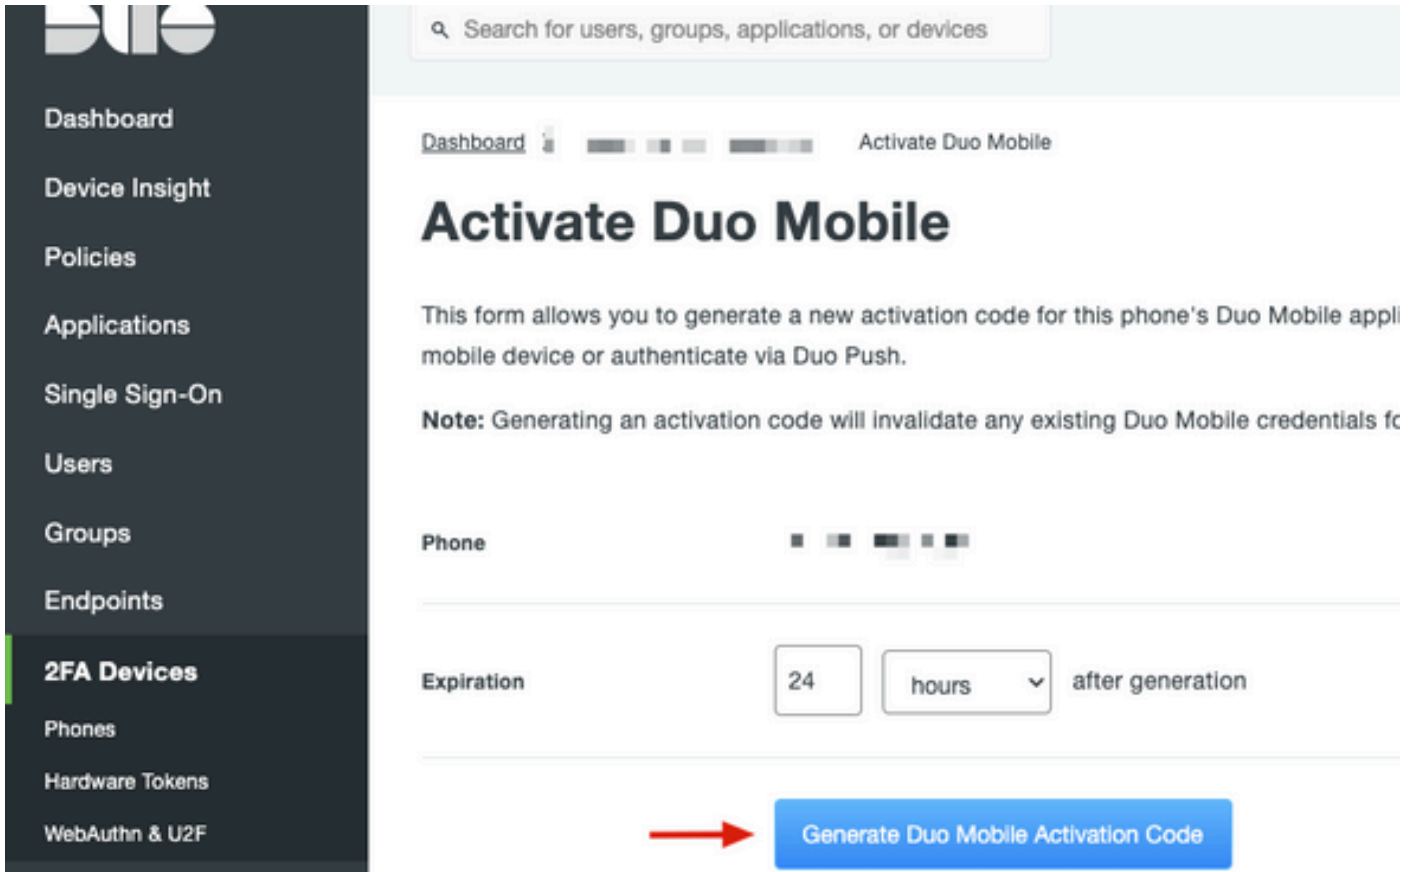 Search for users, groups, applications, or devices
Dashboard
Device Insight
Policies
Applications
Single Sign-On
Users
Groups
Endpoints
2FA Devices
Phones
Hardware Tokens
WebAuthn & U2F
Dashboard Activate Duo Mobile
Activate Duo Mobile
This form allows you to generate a new activation code for this phone's Duo Mobile appli
mobile device or authenticate via Duo Push.
Note: Generating an activation code will invalidate any existing Duo Mobile credentials fo
Phone
Expiration 24 hours after generation
Generate Duo Mobile Activation Code